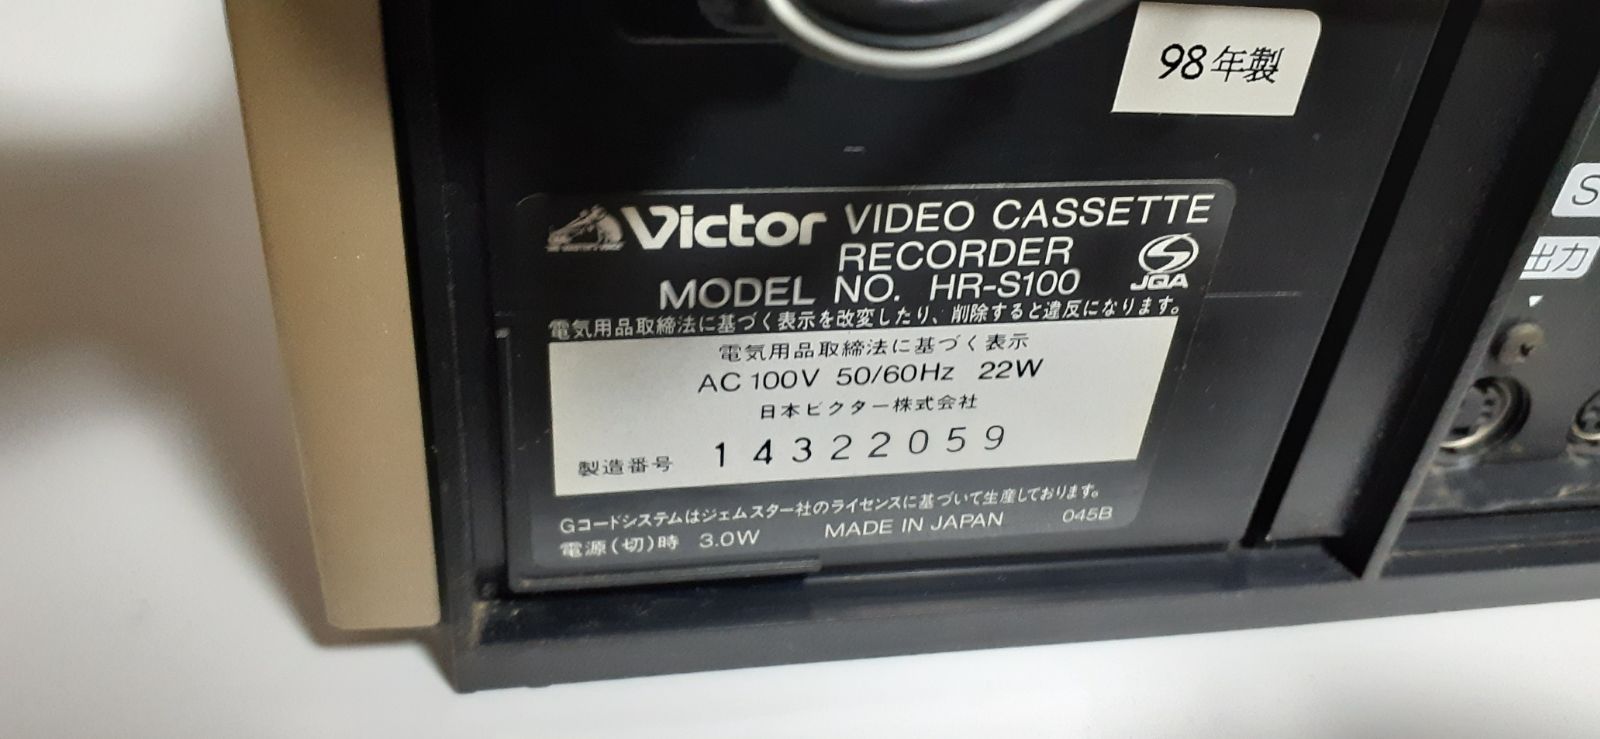 98年製
Victor VIDEO CASSETTE
RECORDER
MODEL NO. HR-S100
JQA
電気用品取締法に基づく表示を改変したり、削除すると違反になります。
電気用品取締法に基づく表示
AC 100V 50/60Hz 22W
日本ビクター株式会社
製造番号 14322059
Gコードシステムはジェムスター社のライセンスに基づいて生産しております。
電源(切)時 3.0W MADE IN JAPAN 045B
S
出力